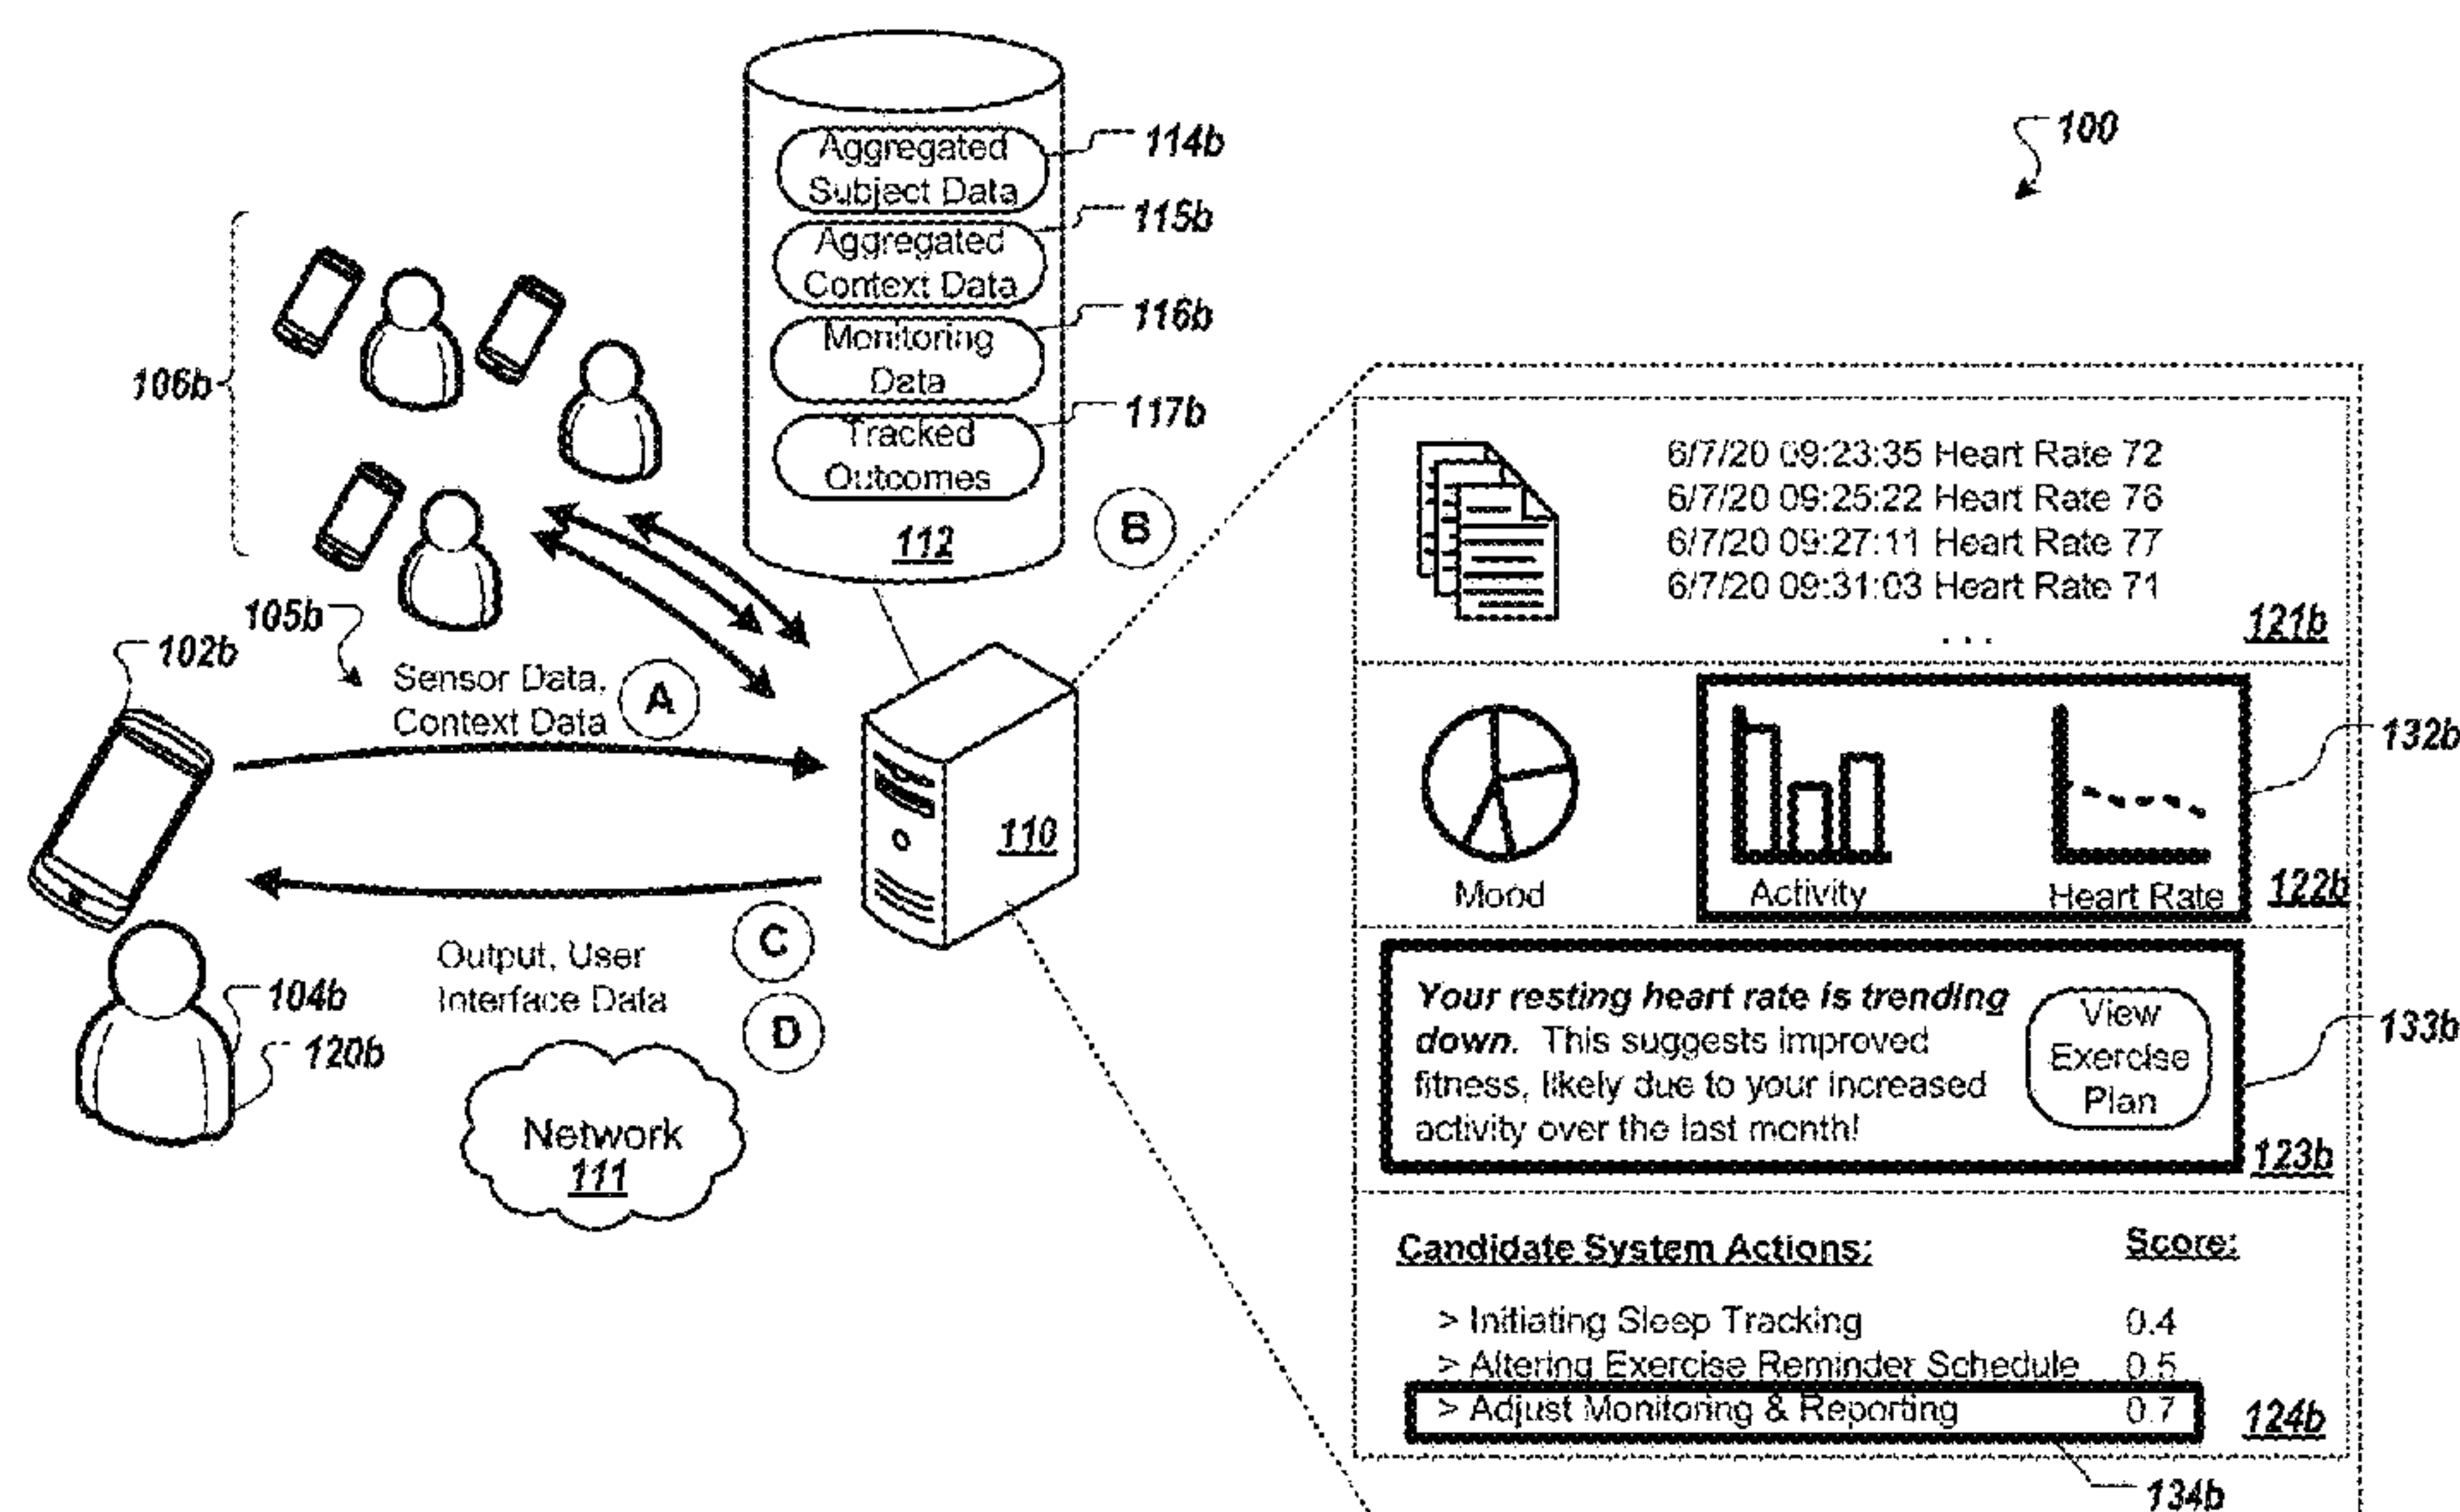 100
Aggregated
Subject Data
114b
Aggregated
Context Data
115b
Monitoring
Data
116b
Tracked
Outcomes
117b
112
B
106b
105b
102b
Sensor Data,
Context Data
A
110
Output, User
Interface Data
C
D
104b
120b
Network
111
6/7/20 09:23:35 Heart Rate 72
6/7/20 09:25:22 Heart Rate 76
6/7/20 09:27:11 Heart Rate 77
6/7/20 09:31:03 Heart Rate 71
...
121b
Mood
Activity
Heart Rate
122b
132b
Your resting heart rate is trending
down. This suggests improved
fitness, likely due to your increased
activity over the last month!
View
Exercise
Plan
123b
133b
Candidate System Actions: Score:
> Initiating Sleep Tracking 0.4
> Altering Exercise Reminder Schedule 0.5
> Adjust Monitoring & Reporting 0.7
124b
134b